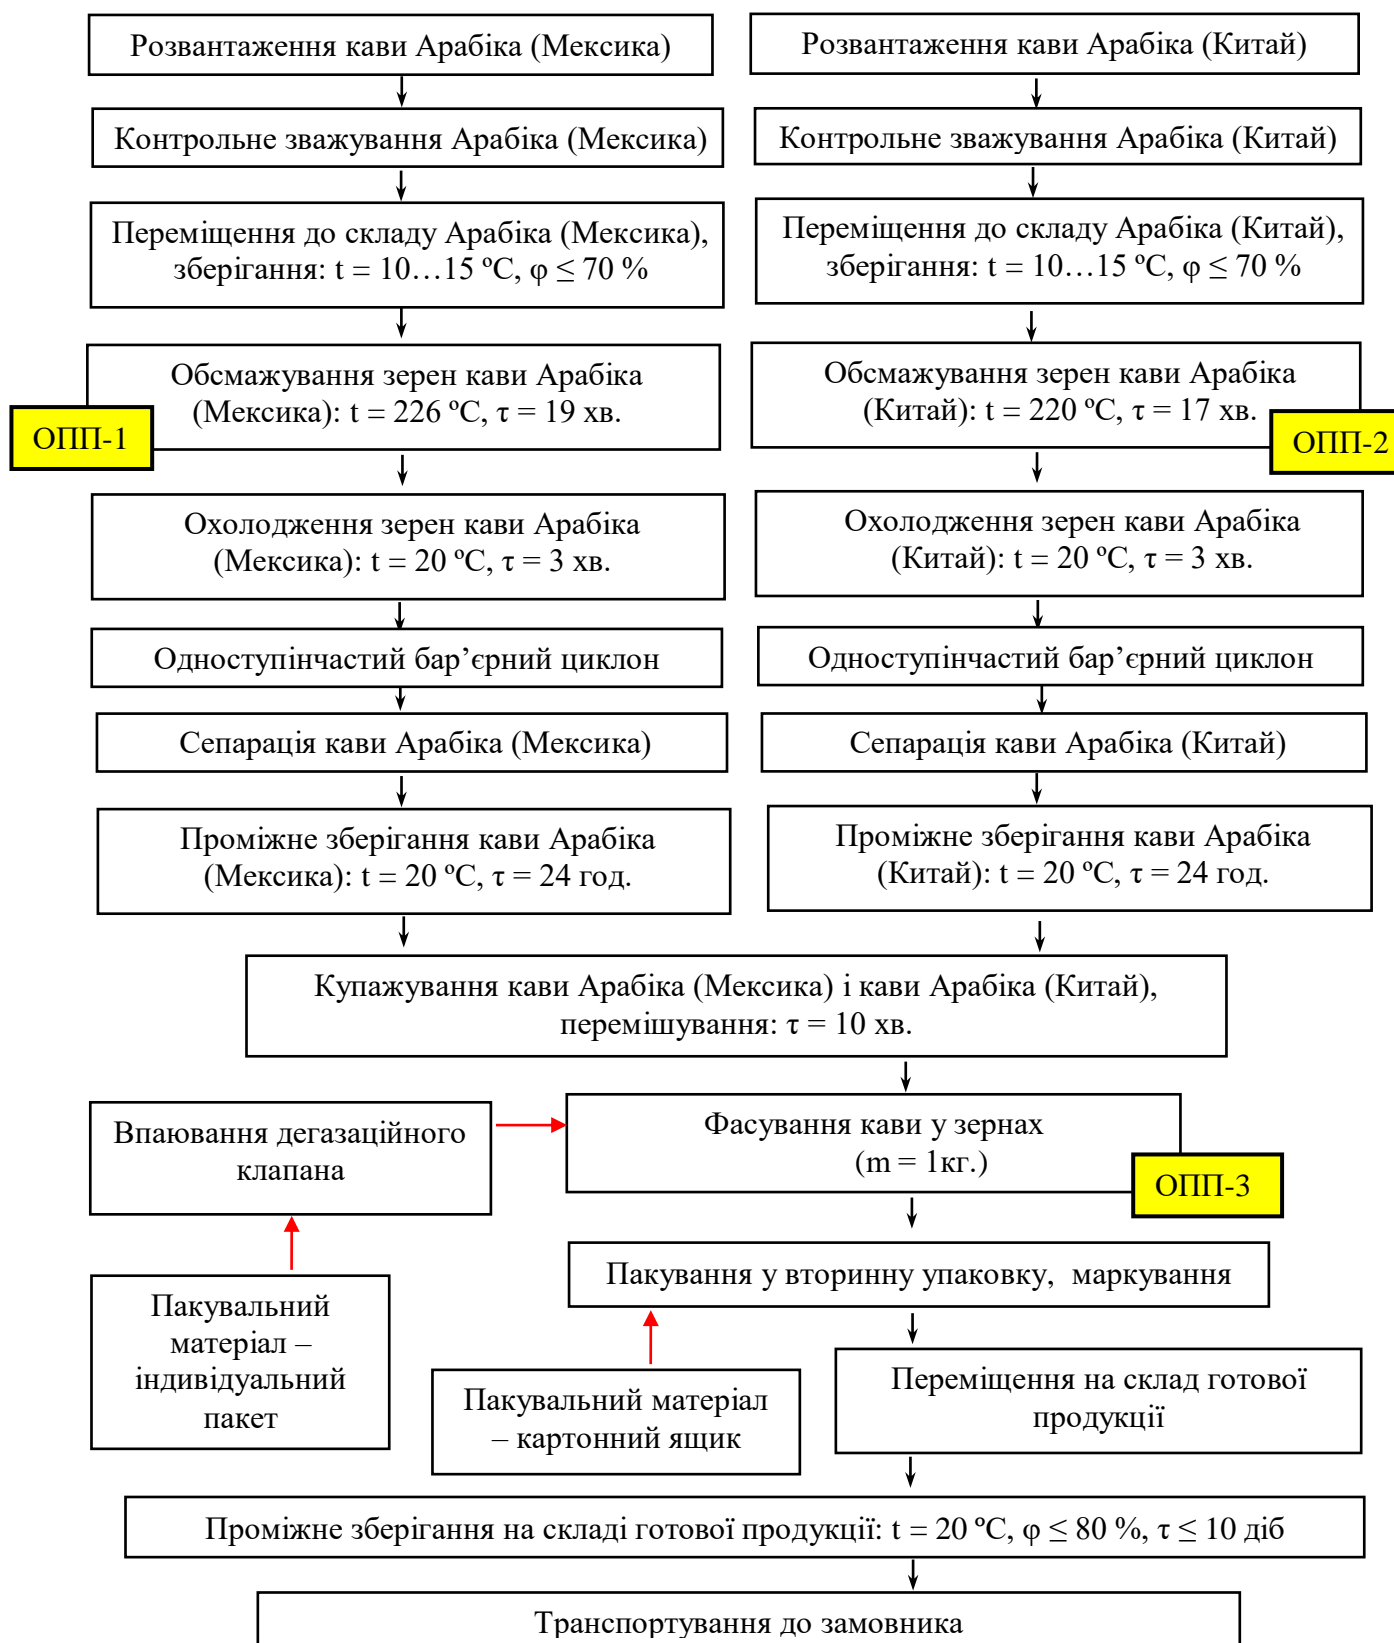 Розвантаження кави Арабіка (Мексика)
Розвантаження кави Арабіка (Китай)
Контрольне зважування Арабіка (Мексика)
Контрольне зважування Арабіка (Китай)
Переміщення до складу Арабіка (Мексика),
зберігання: t = 10…15 ºС, φ ≤ 70 %
Переміщення до складу Арабіка (Китай),
зберігання: t = 10…15 ºС, φ ≤ 70 %
Обсмажування зерен кави Арабіка
(Мексика): t = 226 ºС, τ = 19 хв.
ОПП-1
Обсмажування зерен кави Арабіка
(Китай): t = 220 ºС, τ = 17 хв.
ОПП-2
Охолодження зерен кави Арабіка
(Мексика): t = 20 ºС, τ = 3 хв.
Охолодження зерен кави Арабіка
(Китай): t = 20 ºС, τ = 3 хв.
Одноступінчастий бар’єрний циклон
Одноступінчастий бар’єрний циклон
Сепарація кави Арабіка (Мексика)
Сепарація кави Арабіка (Китай)
Проміжне зберігання кави Арабіка
(Мексика): t = 20 ºС, τ = 24 год.
Проміжне зберігання кави Арабіка
(Китай): t = 20 ºС, τ = 24 год.
Купажування кави Арабіка (Мексика) і кави Арабіка (Китай),
перемішування: τ = 10 хв.
Впаювання дегазаційного
клапана
Фасування кави у зернах
(m = 1кг.)
ОПП-3
Пакувальний
матеріал –
індивідуальний
пакет
Пакування у вторинну упаковку, маркування
Пакувальний матеріал
– картонний ящик
Переміщення на склад готової
продукції
Проміжне зберігання на складі готової продукції: t = 20 ºС, φ ≤ 80 %, τ ≤ 10 діб
Транспортування до замовника